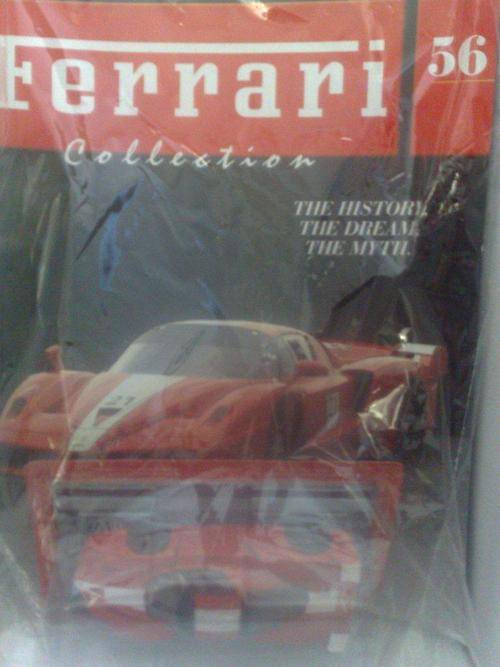 Ferrari
56
Collection
THE HISTORY.
THE DREAM.
THE MYTH.